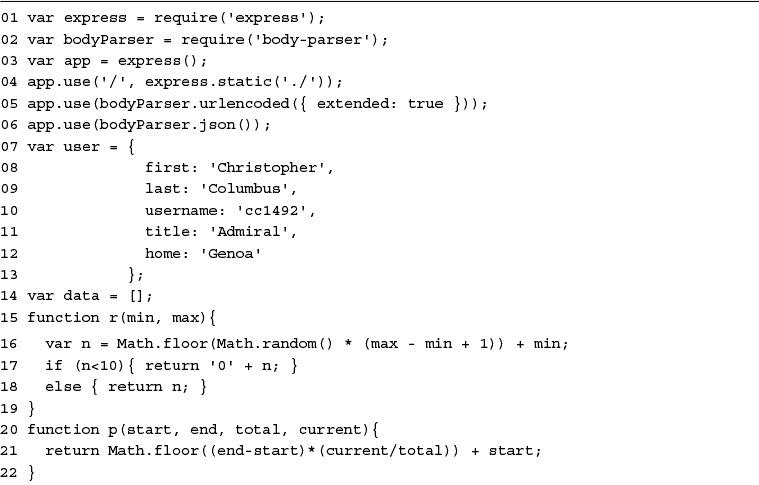 01 var express = require('express');
02 var bodyParser = require('body-parser');
03 var app = express();
04 app.use('/', express.static('./'));
05 app.use(bodyParser.urlencoded({ extended: true }));
06 app.use(bodyParser.json());
07 var user = {
08              first: 'Christopher',
09              last: 'Columbus',
10              username: 'cc1492',
11              title: 'Admiral',
12              home: 'Genoa'
13            };
14 var data = [];
15 function r(min, max){
16   var n = Math.floor(Math.random() * (max - min + 1)) + min;
17   if (n<10){ return '0' + n; }
18   else { return n; }
19 }
20 function p(start, end, total, current){
21   return Math.floor((end-start)*(current/total)) + start;
22 }